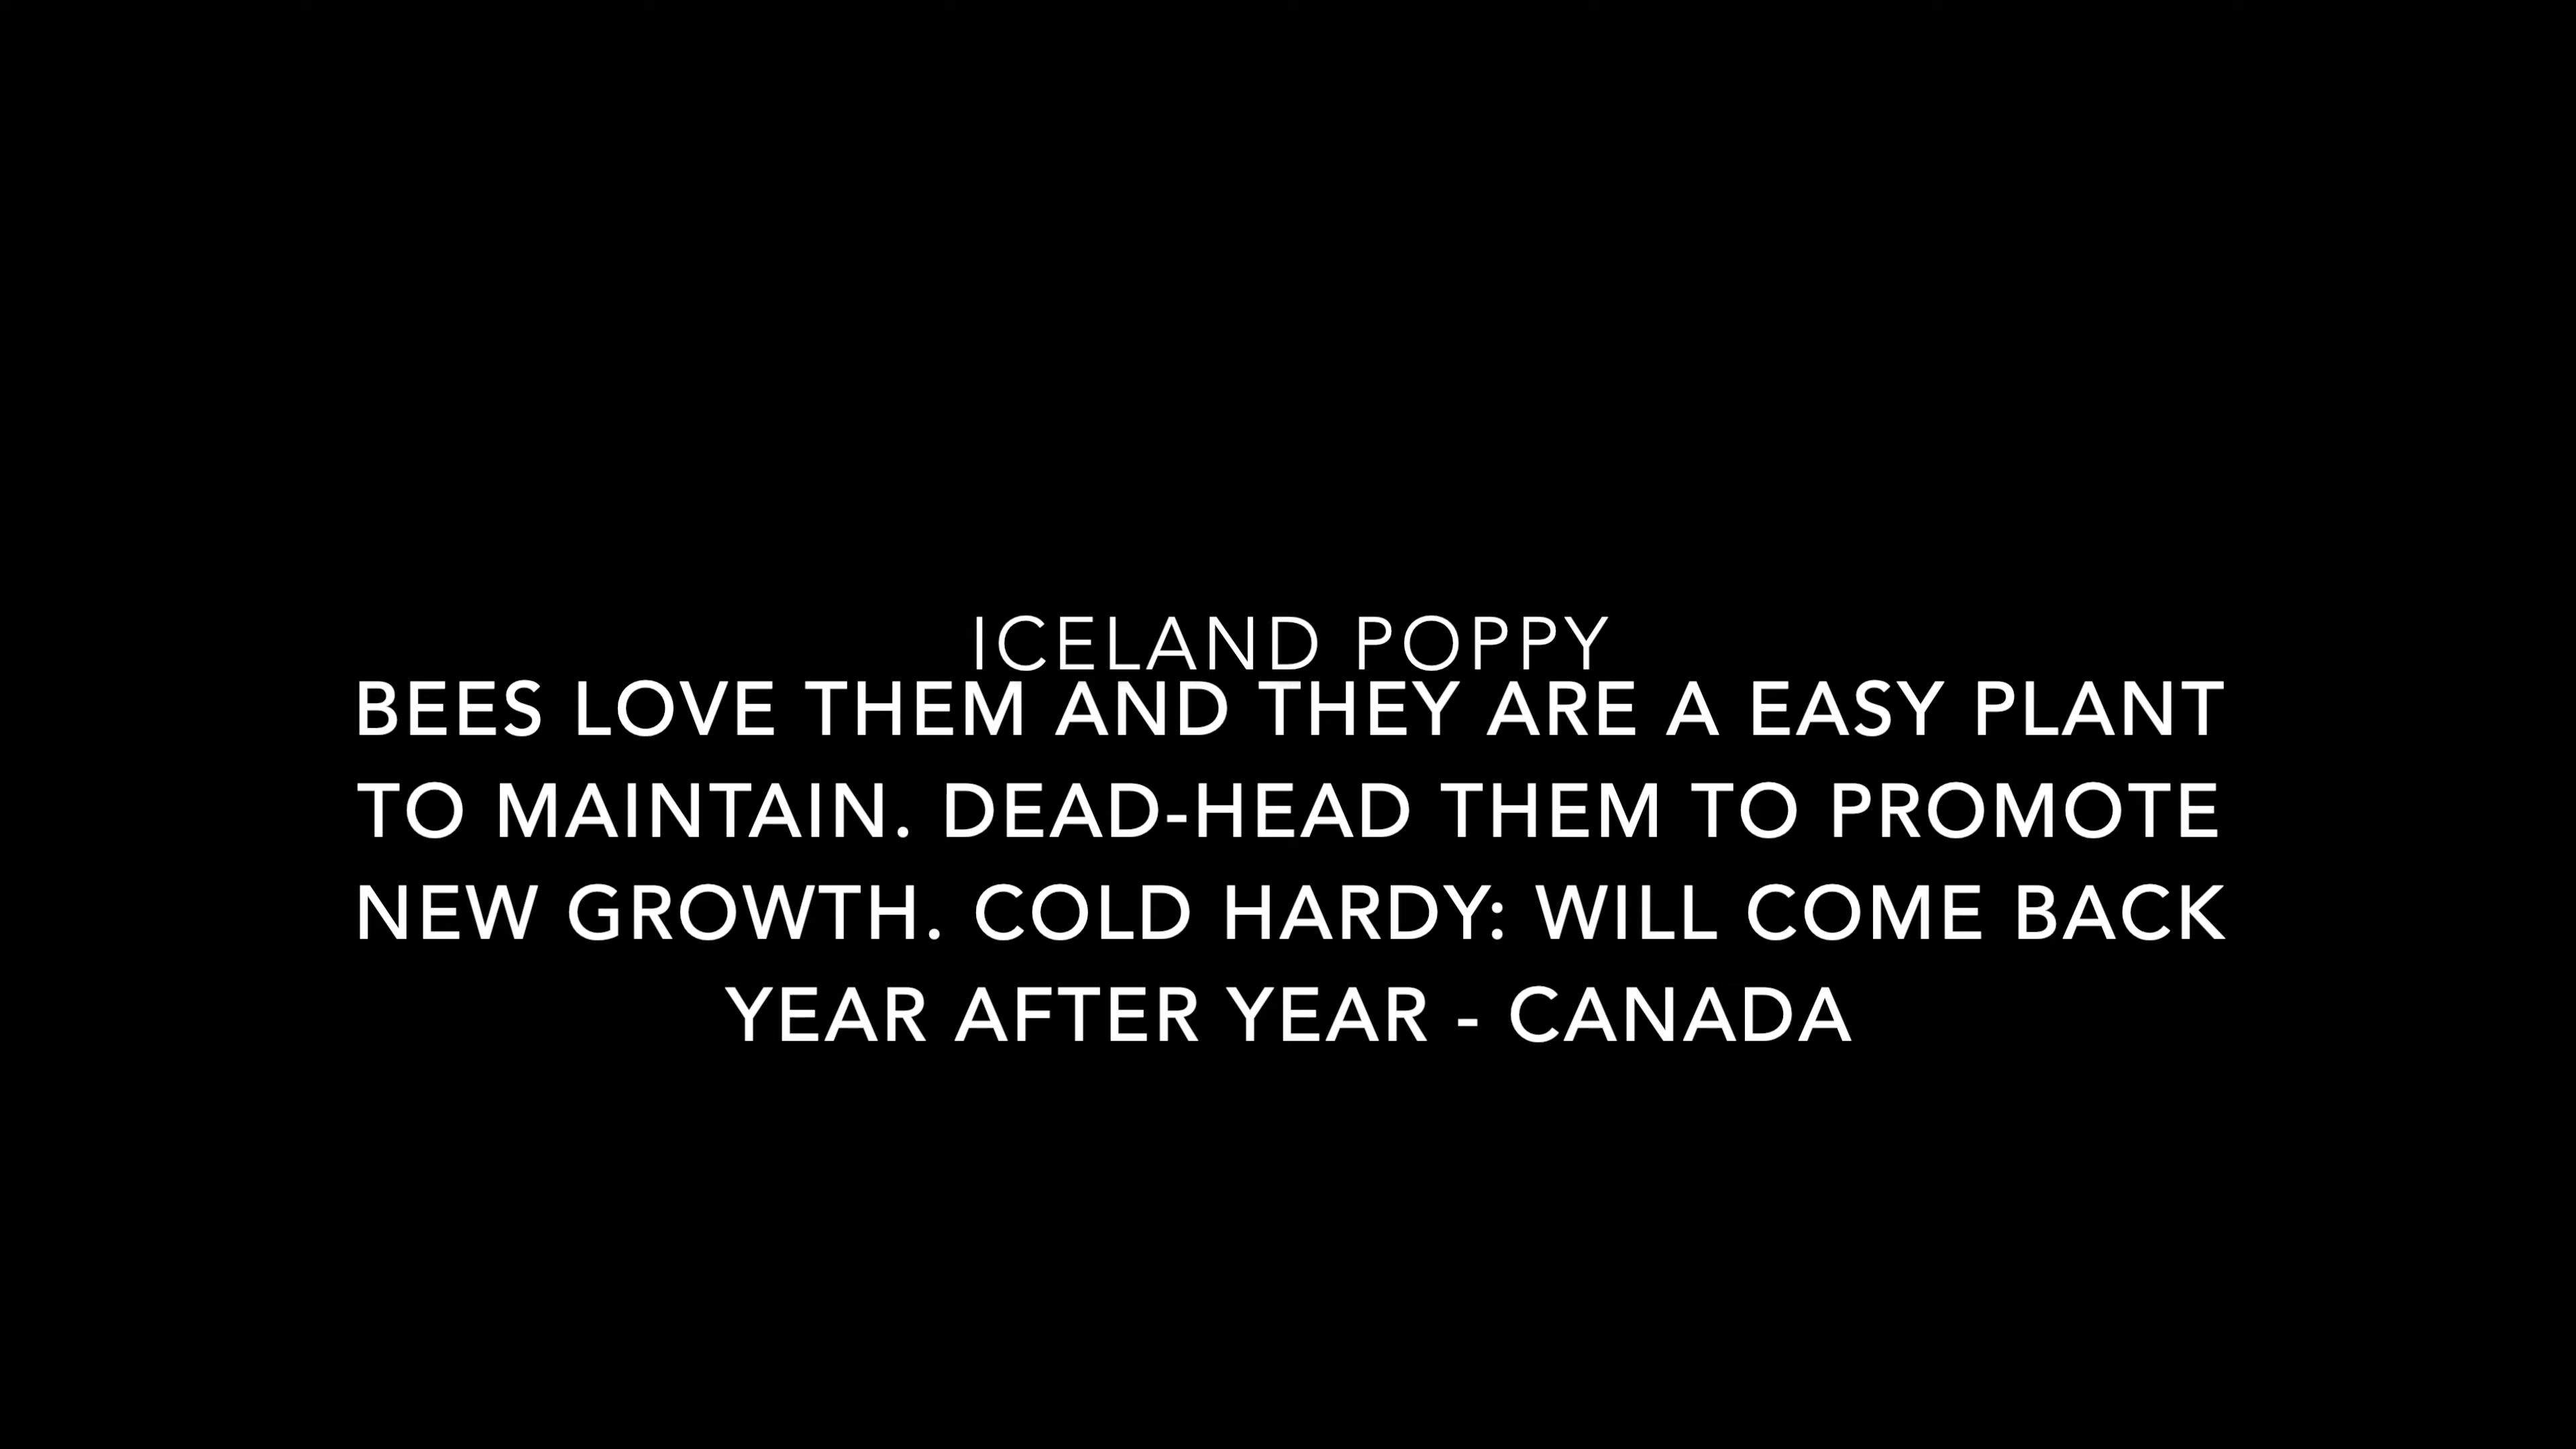 ICELAND POPPY
BEES LOVE THEM AND THEY ARE A EASY PLANT
TO MAINTAIN. DEAD-HEAD THEM TO PROMOTE
NEW GROWTH. COLD HARDY: WILL COME BACK
YEAR AFTER YEAR - CANADA